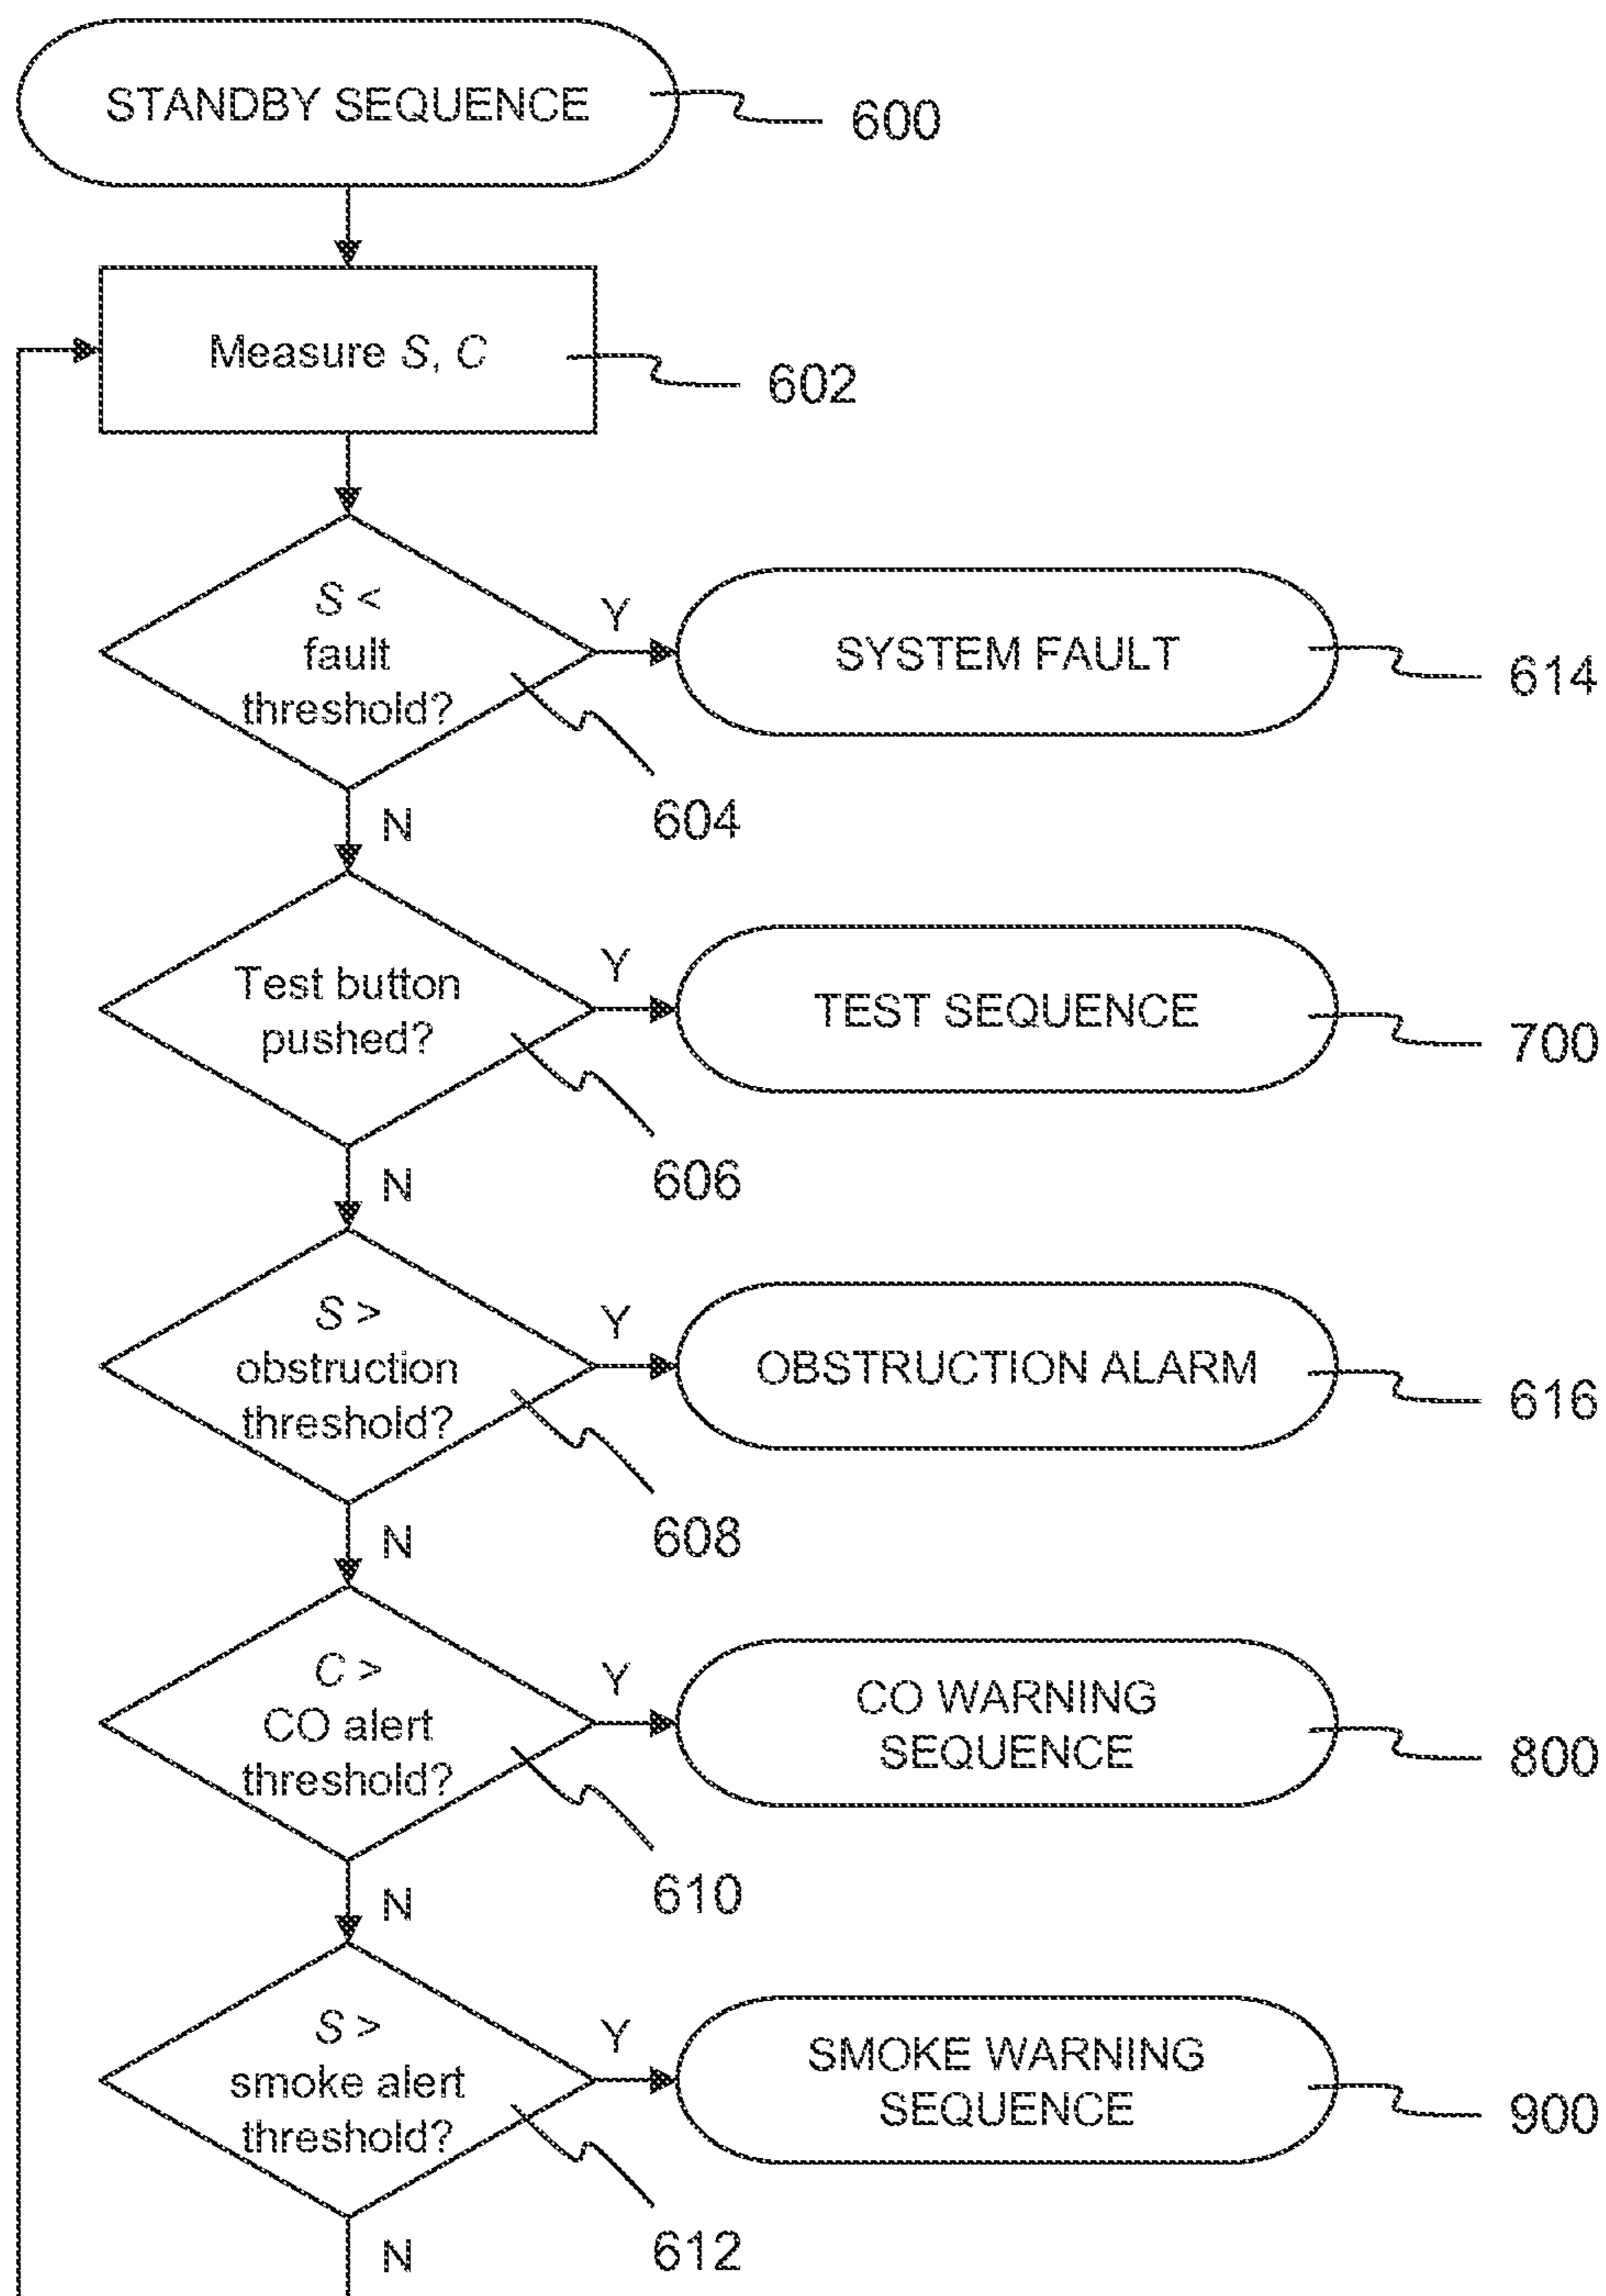 STANDBY SEQUENCE
600
Measure S, C
602
S <
fault
threshold?
Y
SYSTEM FAULT
614
604
N
Test button
pushed?
Y
TEST SEQUENCE
700
606
N
S >
obstruction
threshold?
Y
OBSTRUCTION ALARM
616
608
N
C >
CO alert
threshold?
Y
CO WARNING
SEQUENCE
800
610
N
S >
smoke alert
threshold?
Y
SMOKE WARNING
SEQUENCE
900
612
N